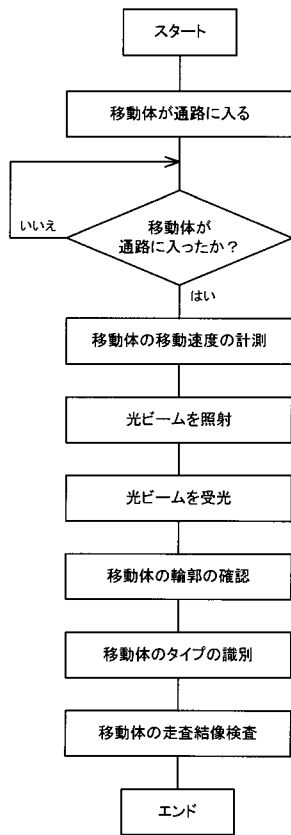 スタート
移動体が通路に入る
いいえ
移動体が
通路に入ったか？
はい
移動体の移動速度の計測
光ビームを照射
光ビームを受光
移動体の輪郭の確認
移動体のタイプの識別
移動体の走査結像検査
エンド